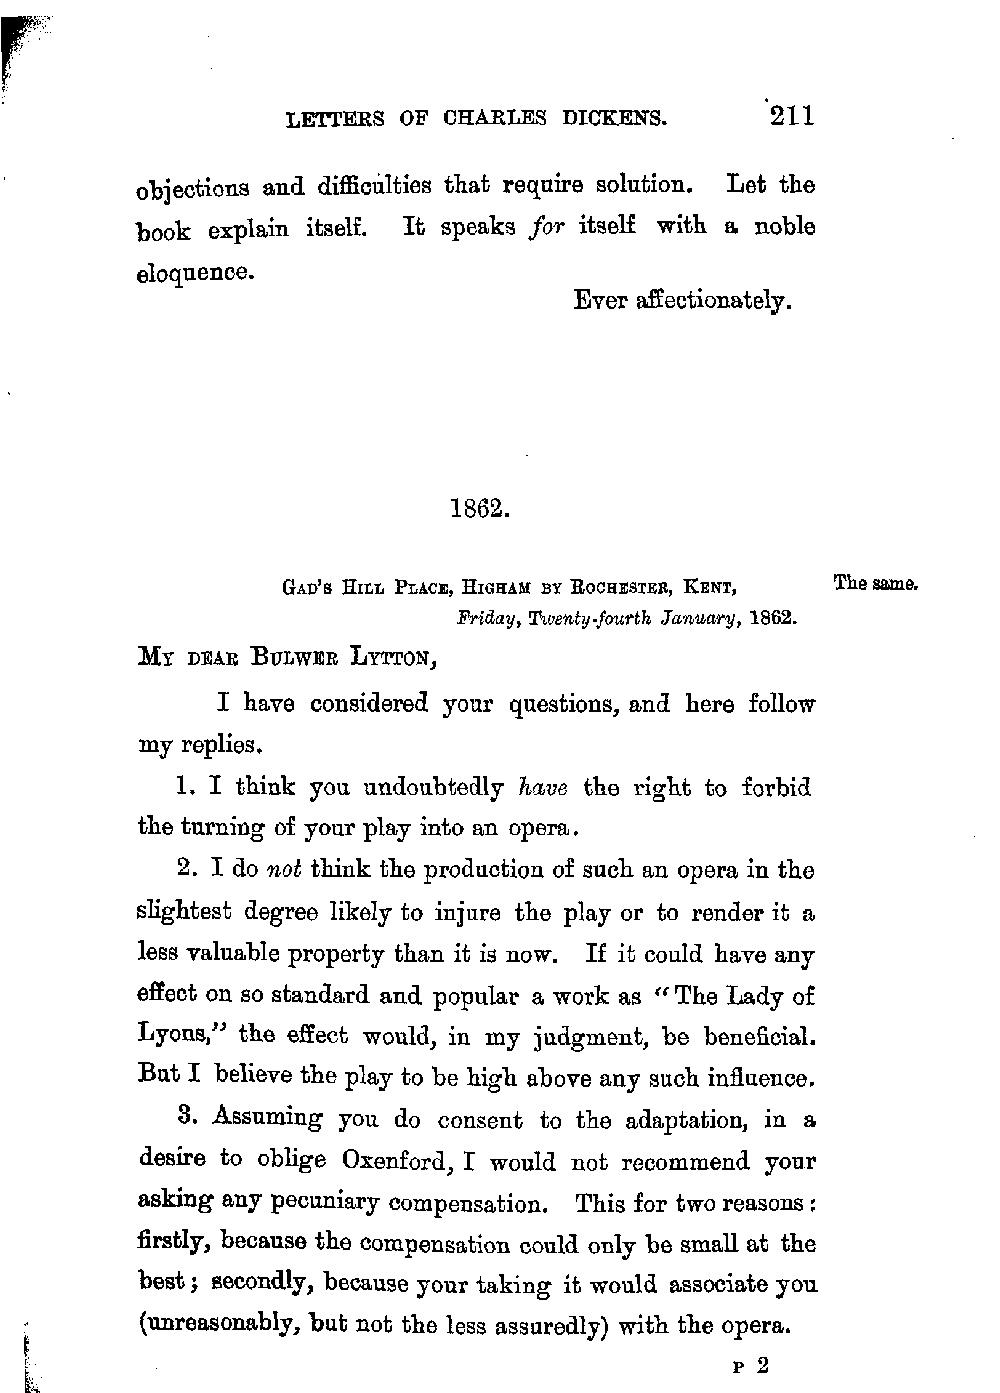 LETTERS OF CHARLES DICKENS. 211
objections and difficulties that require solution. Let the
book explain itself. It speaks for itself with a noble
eloquence.
Ever affectionately.
1862.
GAD'S HILL PLACE, HIGHAM BY ROCHESTER, KENT,
The same.
Friday, Twenty-fourth January, 1862.
MY DEAR BULWER LYTTON,
I have considered your questions, and here follow
my replies.
1. I think you undoubtedly have the right to forbid
the turning of your play into an opera.
2. I do not think the production of such an opera in the
slightest degree likely to injure the play or to render it a
less valuable property than it is now. If it could have any
effect on so standard and popular a work as "The Lady of
Lyons," the effect would, in my judgment, be beneficial.
But I believe the play to be high above any such influence.
3. Assuming you do consent to the adaptation, in a
desire to oblige Oxenford, I would not recommend your
asking any pecuniary compensation. This for two reasons:
firstly, because the compensation could only be small at the
best; secondly, because your taking it would associate you
(unreasonably, but not the less assuredly) with the opera.
P 2